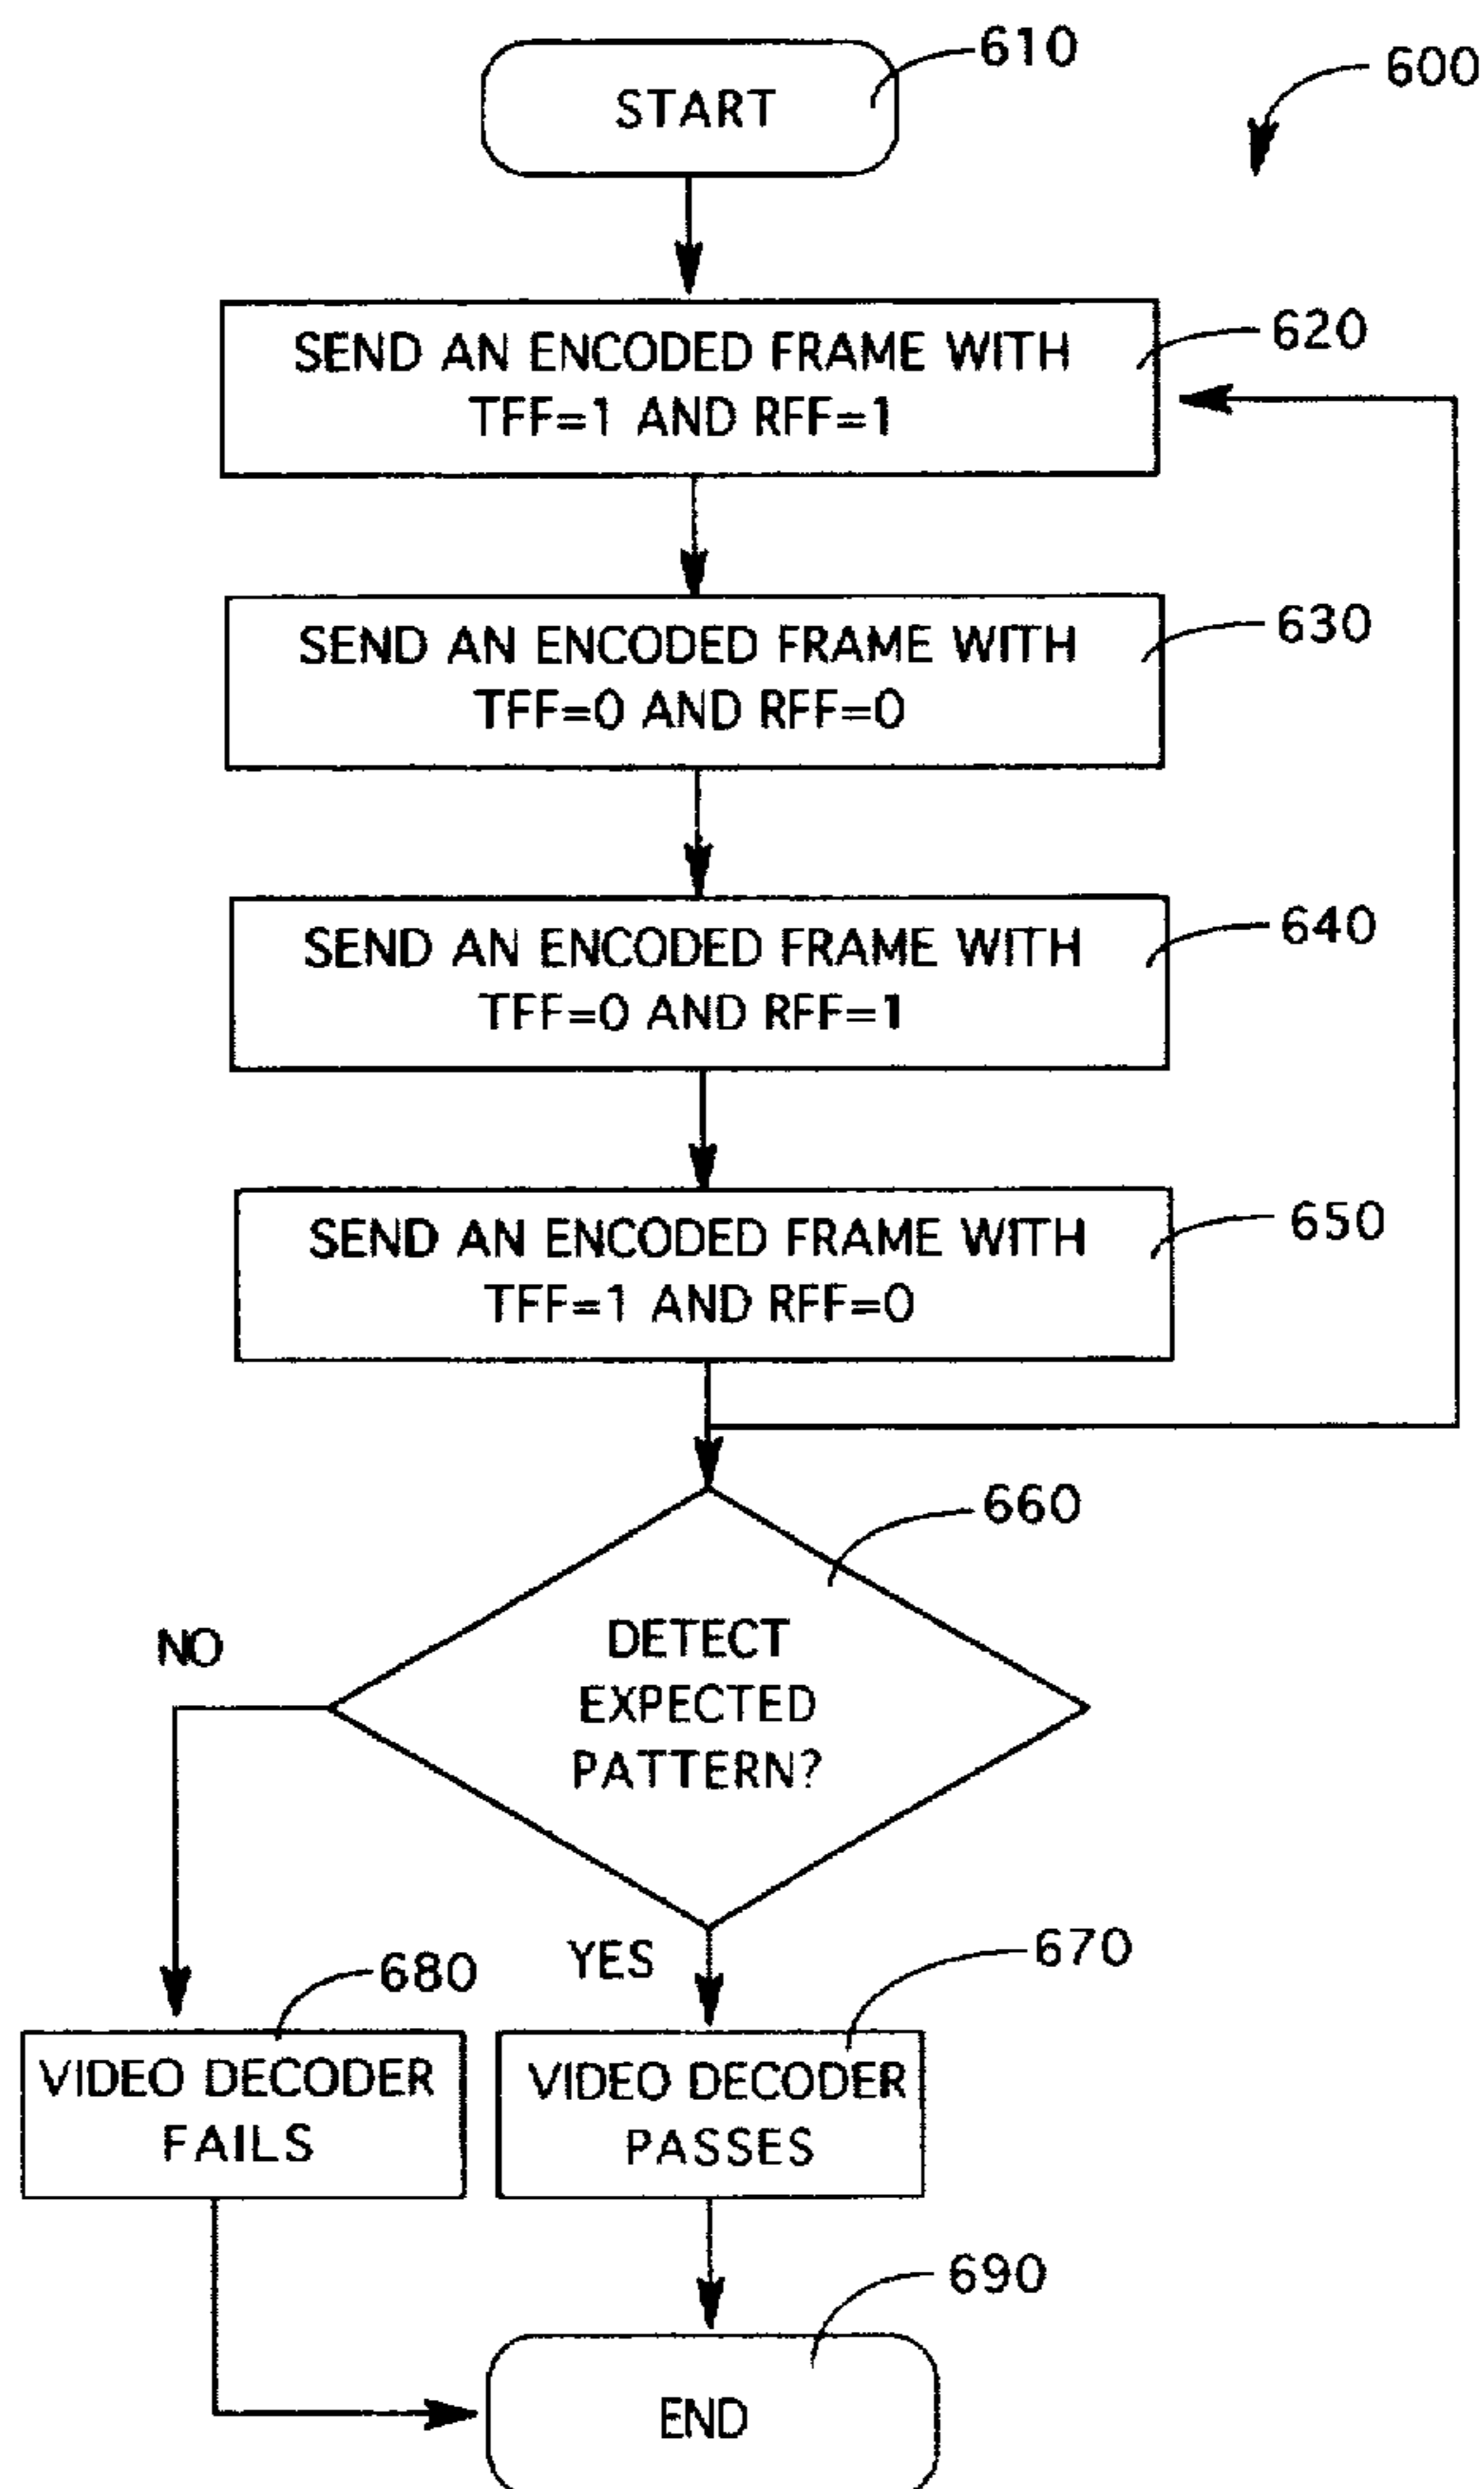 610
600
START
SEND AN ENCODED FRAME WITH
TFF=1 AND RFF=1
620
SEND AN ENCODED FRAME WITH
TFF=0 AND RFF=0
630
SEND AN ENCODED FRAME WITH
TFF=0 AND RFF=1
640
SEND AN ENCODED FRAME WITH
TFF=1 AND RFF=0
650
660
DETECT
EXPECTED
PATTERN?
NO
YES
680
670
VIDEO DECODER
FAILS
VIDEO DECODER
PASSES
690
END